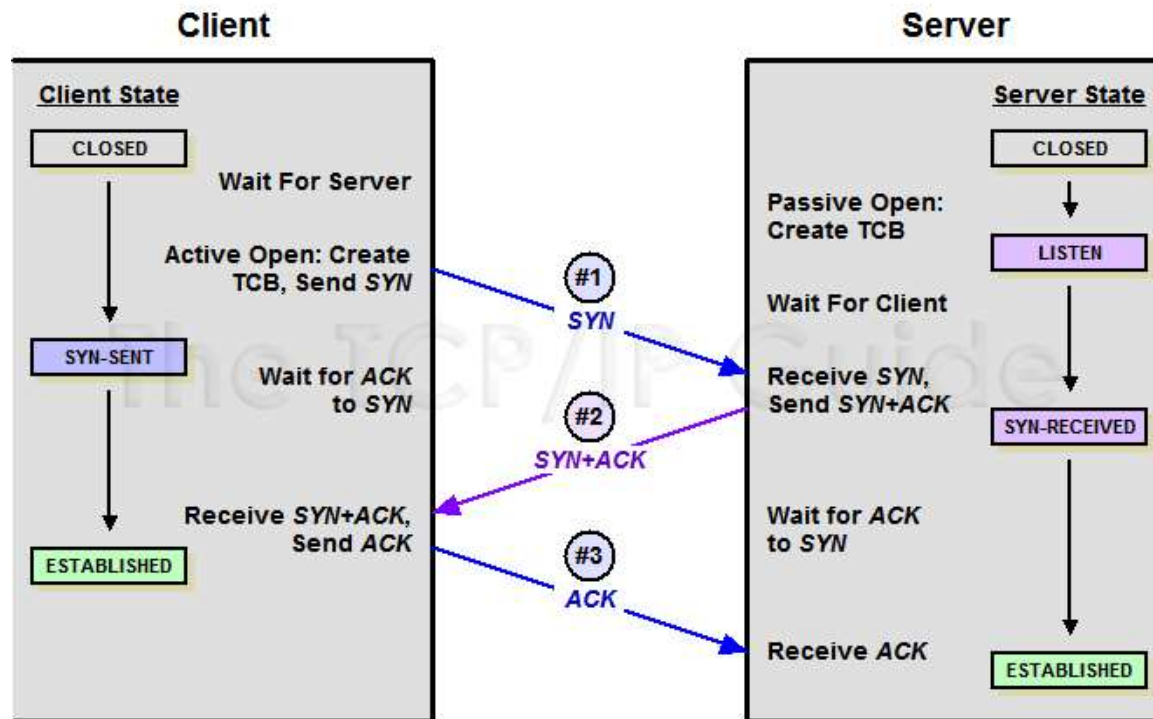 Client
Server
Client State
CLOSED
Wait For Server
Active Open: Create
TCB, Send SYN
SYN-SENT
Wait for ACK
to SYN
Receive SYN+ACK,
Send ACK
ESTABLISHED
#1
SYN
#2
SYN+ACK
#3
ACK
Server State
CLOSED
Passive Open:
Create TCB
LISTEN
Wait For Client
Receive SYN,
Send SYN+ACK
SYN-RECEIVED
Wait for ACK
to SYN
Receive ACK
ESTABLISHED
The TCP/IP Guide